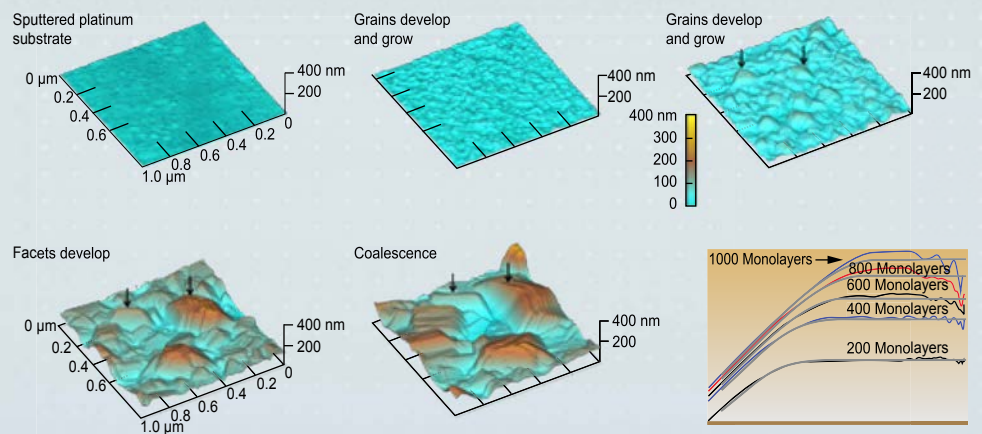 Sputtered platinum
substrate
0 µm
0.2
0.4
0.6
1.0 µm
0.8
0.6
0.4
0.2
0
400 nm
200
Grains develop
and grow
400 nm
200
Grains develop
and grow
400 nm
200
400 nm
300
200
100
0
Facets develop
0 µm
0.2
0.4
0.6
1.0 µm
0.8
0.6
0.4
0.2
0
400 nm
200
Coalescence
400 nm
200
1000 Monolayers
800 Monolayers
600 Monolayers
400 Monolayers
200 Monolayers